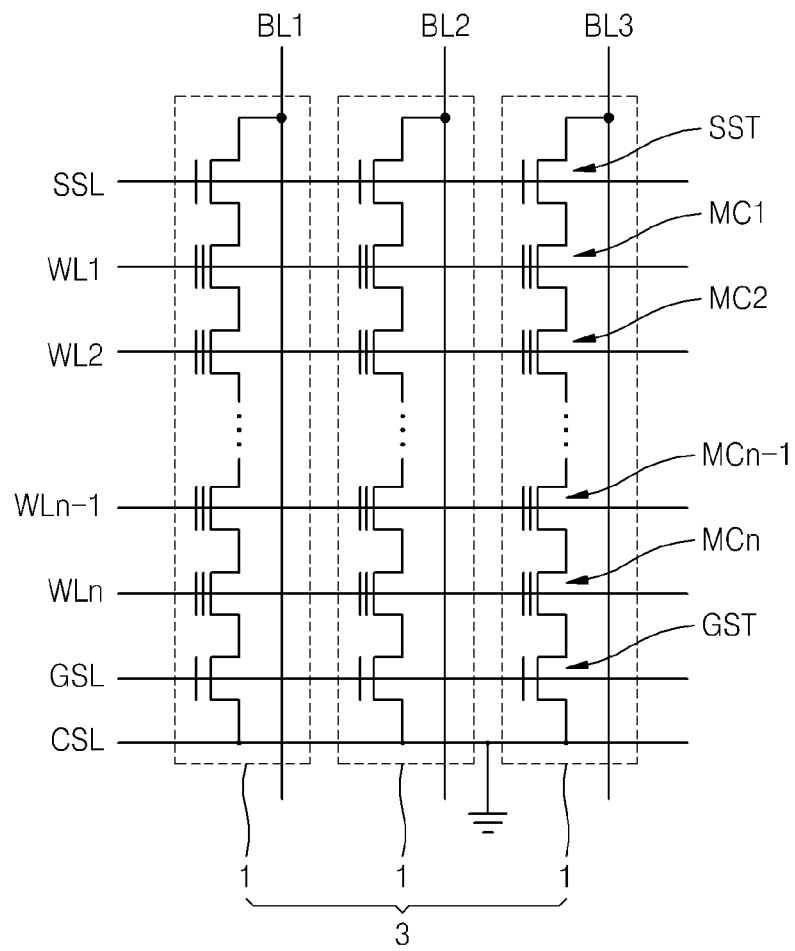 BL1 BL2 BL3
SST
SSL
MC1
WL1
MC2
WL2
MCn-1
WLn-1
MCn
WLn
GST
GSL
CSL
1 1 1
3